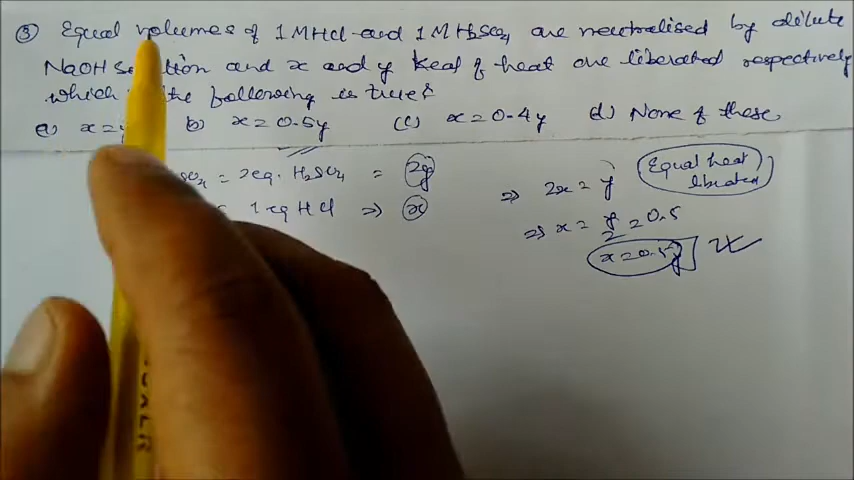 ③ Equal volumes of 1 M HCl and 1 M H₂SO₄ are neutralised by dilute
NaOH solution and x and y Kcal of heat are liberated respectively
which the following is true?
a) x=y b) x=0.5y (c) x=0.4y d) None of these
= 2eq. H₂SO₄ = 2y
1eq HCl ⇒ x
⇒ 2x = y
⇒ x = y/2 = 0.5
x=0.5y
Equal heat
liberated